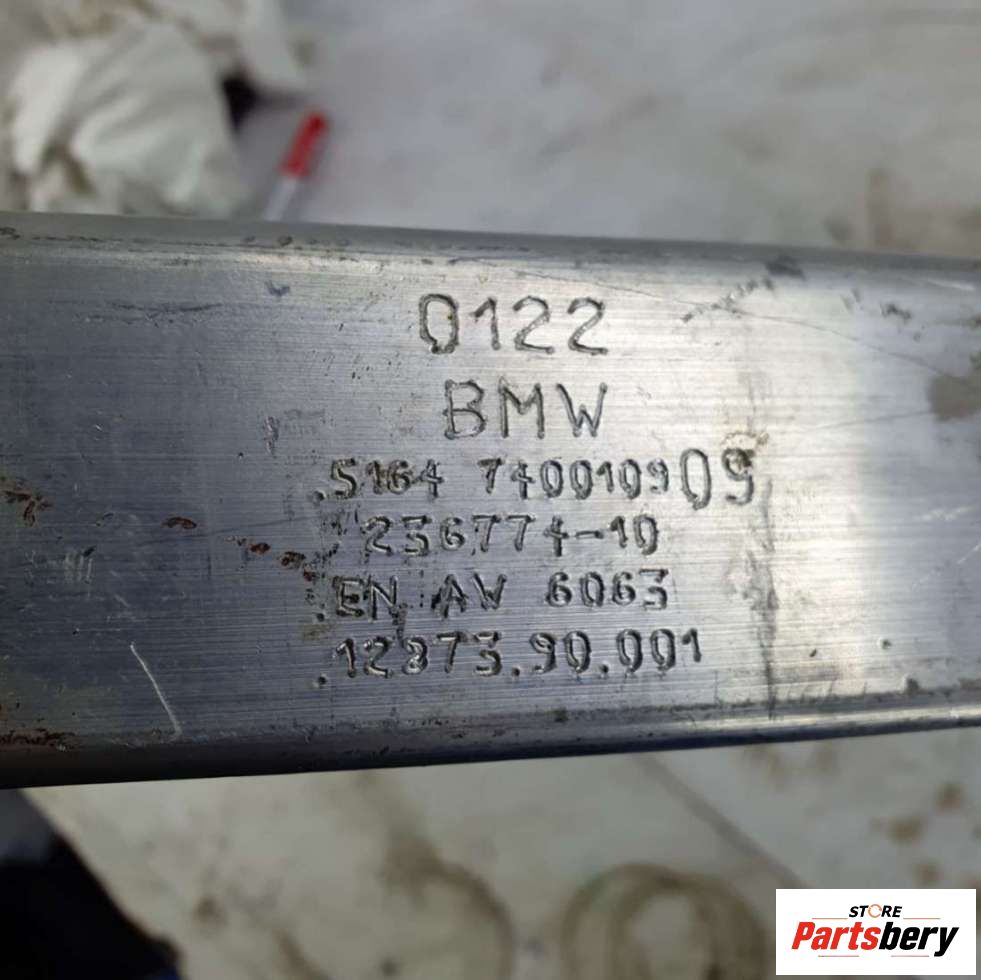 0122
BMW
.5164 7400109 09
236774-10
.EN AW 6063
.12873.90.001
STORE
Partsbery